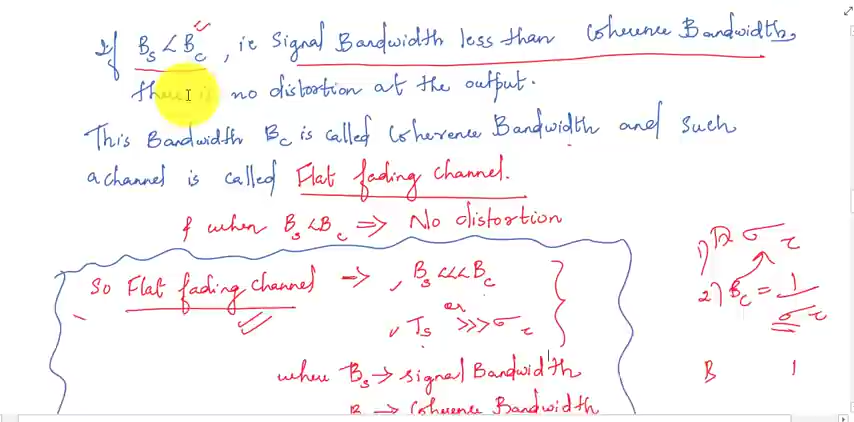 If Bs < Bc, ie Signal Bandwidth less than Coherence Bandwidth,
there is no distortion at the output.
This Bandwidth Bc is called Coherence Bandwidth and such
a channel is called Flat fading channel.
f when Bs < Bc ⇒ No distortion
So Flat fading channel → , Bs <<< Bc
or
Ts >>> στ
where Bs → signal Bandwidth
Bc → Coherence Bandwidth
1) στ
2) Bc = 1/στ
B 1